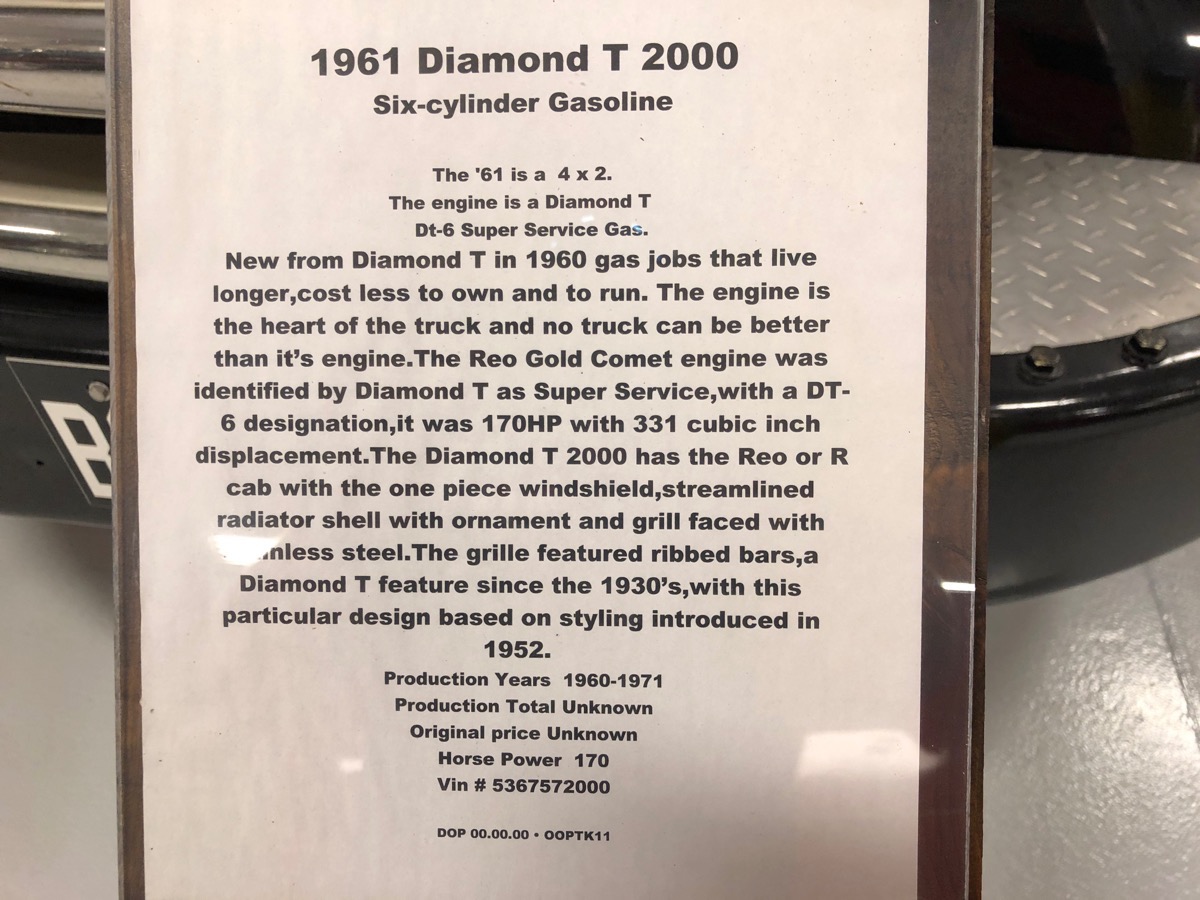 1961 Diamond T 2000
Six-cylinder Gasoline
The '61 is a 4 x 2.
The engine is a Diamond T
Dt-6 Super Service Gas.
New from Diamond T in 1960 gas jobs that live
longer,cost less to own and to run. The engine is
the heart of the truck and no truck can be better
than it’s engine.The Reo Gold Comet engine was
identified by Diamond T as Super Service,with a DT-
6 designation,it was 170HP with 331 cubic inch
displacement.The Diamond T 2000 has the Reo or R
cab with the one piece windshield,streamlined
radiator shell with ornament and grill faced with
steel.The grille featured ribbed bars,a
Diamond T feature since the 1930’s,with this
particular design based on styling introduced in
1952.
Production Years 1960-1971
Production Total Unknown
Original price Unknown
Horse Power 170
Vin # 5367572000
DOP 00.00.00 • OOPTK11